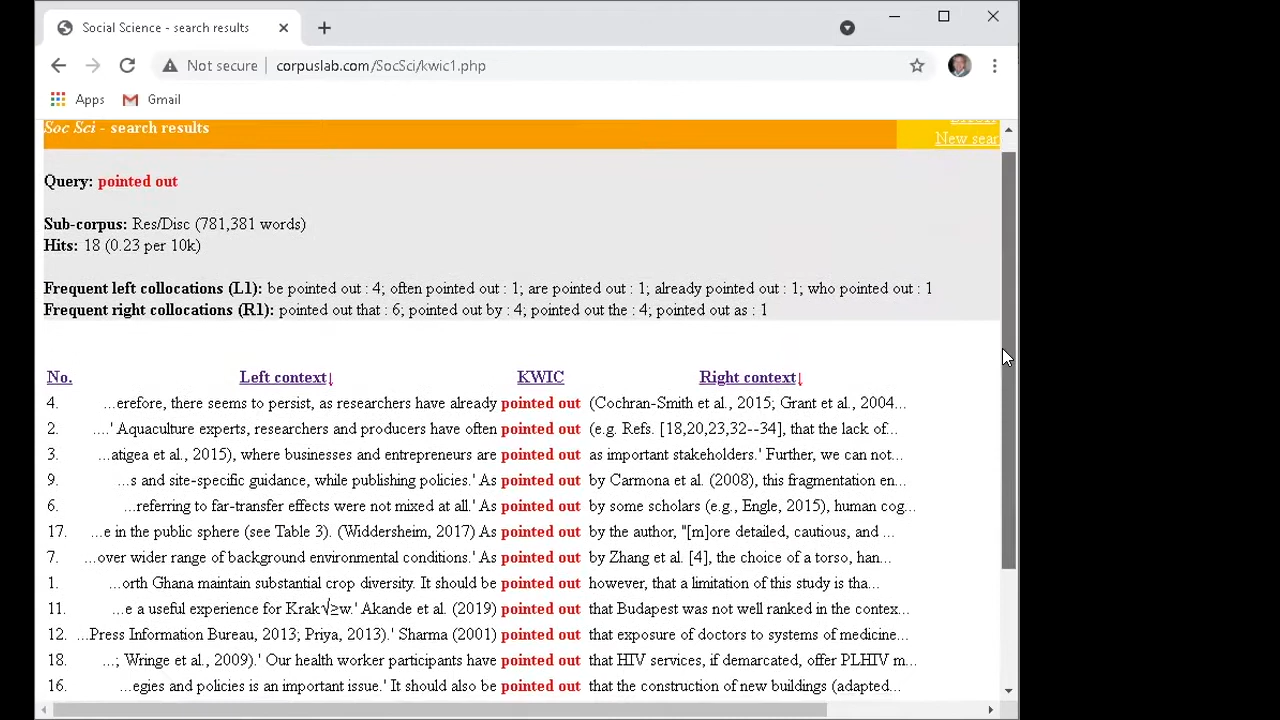 Social Science - search results
Not secure | corpuslab.com/SocSci/kwic1.php
Apps Gmail
Soc Sci - search results
New sear
Query: pointed out
Sub-corpus: Res/Disc (781,381 words)
Hits: 18 (0.23 per 10k)
Frequent left collocations (L1): be pointed out : 4; often pointed out : 1; are pointed out : 1; already pointed out : 1; who pointed out : 1
Frequent right collocations (R1): pointed out that : 6; pointed out by : 4; pointed out the : 4; pointed out as : 1
No. Left context↓ KWIC Right context↓
4. ...erefore, there seems to persist, as researchers have already pointed out (Cochran-Smith et al., 2015; Grant et al., 2004...
2. ....' Aquaculture experts, researchers and producers have often pointed out (e.g. Refs. [18,20,23,32--34], that the lack of...
3. ...atigea et al., 2015), where businesses and entrepreneurs are pointed out as important stakeholders.' Further, we can not...
9. ...s and site-specific guidance, while publishing policies.' As pointed out by Carmona et al. (2008), this fragmentation en...
6. ...referring to far-transfer effects were not mixed at all.' As pointed out by some scholars (e.g., Engle, 2015), human cog...
17. ...e in the public sphere (see Table 3). (Widdersheim, 2017) As pointed out by the author, "[m]ore detailed, cautious, and ...
7. ...over wider range of background environmental conditions.' As pointed out by Zhang et al. [4], the choice of a torso, han...
1. ...orth Ghana maintain substantial crop diversity. It should be pointed out however, that a limitation of this study is tha...
11. ...e a useful experience for Krak√≥w.' Akande et al. (2019) pointed out that Budapest was not well ranked in the contex...
12. ...Press Information Bureau, 2013; Priya, 2013).' Sharma (2001) pointed out that exposure of doctors to systems of medicine...
18. ...; Wringe et al., 2009).' Our health worker participants have pointed out that HIV services, if demarcated, offer PLHIV m...
16. ...egies and policies is an important issue.' It should also be pointed out that the construction of new buildings (adapted...